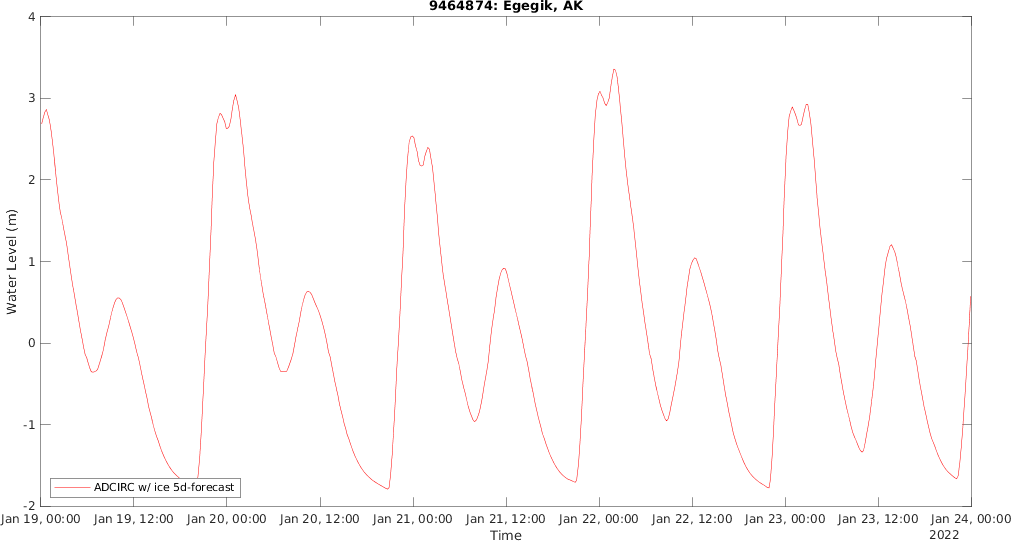 9464874: Egegik, AK
4
3
2
1
0
-1
-2
Water Level (m)
ADCIRC w/ ice 5d-forecast
Jan 19, 00:00 Jan 19, 12:00 Jan 20, 00:00 Jan 20, 12:00 Jan 21, 00:00 Jan 21, 12:00 Jan 22, 00:00 Jan 22, 12:00 Jan 23, 00:00 Jan 23, 12:00 Jan 24, 00:00
Time
2022